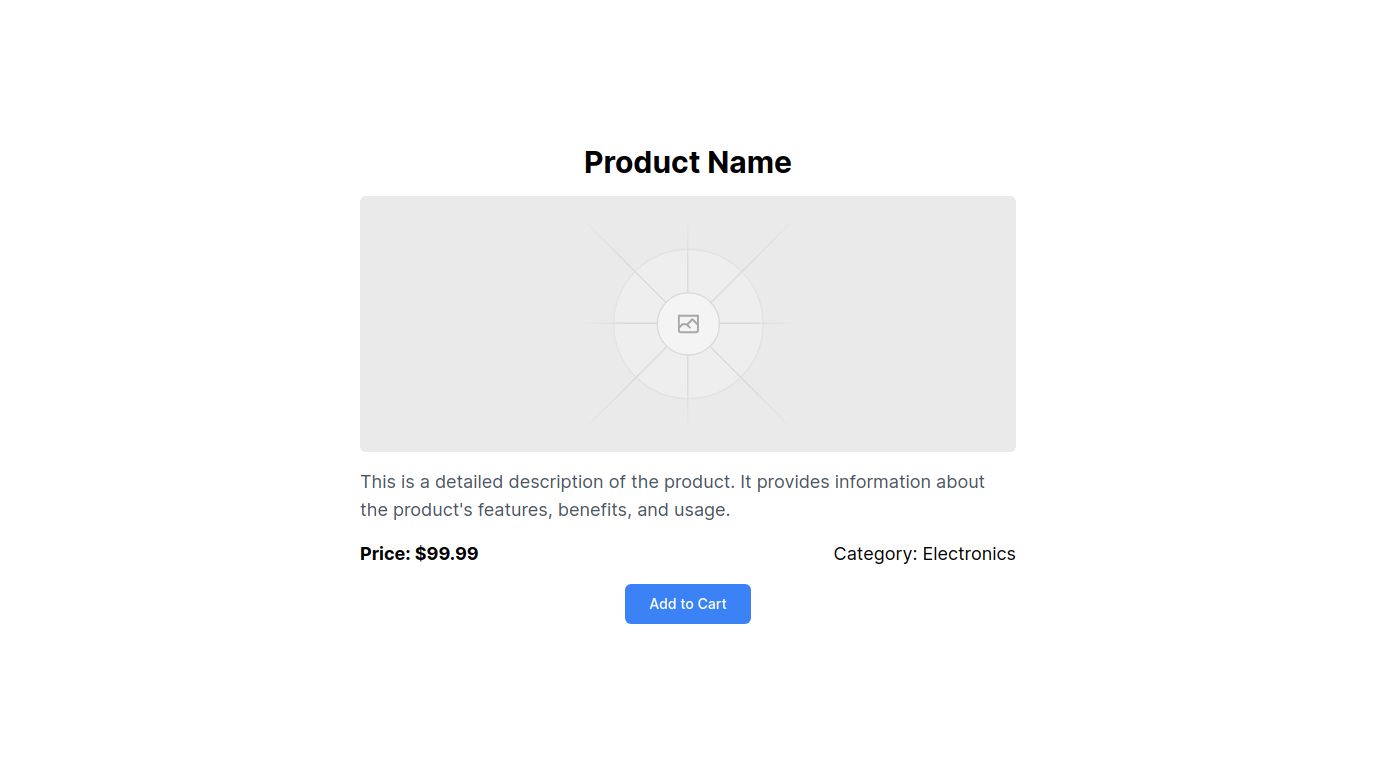 Product Name
This is a detailed description of the product. It provides information about
the product's features, benefits, and usage.
Price: $99.99
Category: Electronics
Add to Cart